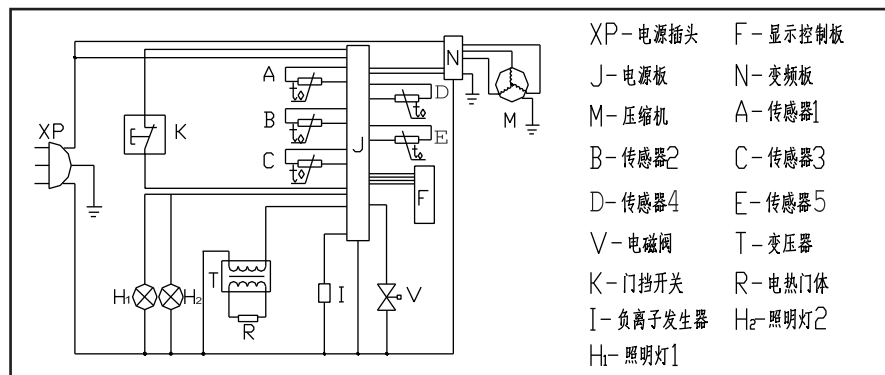 XP-电源插头 F-显示控制板
J-电源板 N-变频板
M-压缩机 A-传感器1
B-传感器2 C-传感器3
D-传感器4 E-传感器5
V-电磁阀 T-变压器
K-门挡开关 R-电热门体
I-负离子发生器 H2-照明灯2
H1-照明灯1
N
A
t◇
D
t◇
M
XP
K
B
t◇
J
E
t◇
C
t◇
F
T
H1
H2
I
V
R